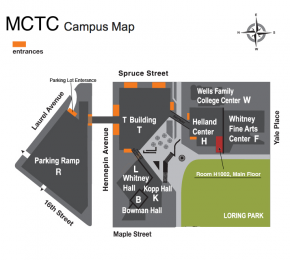 MCTC Campus Map
entrances
Spruce Street
Parking Lot Entrance
Laurel Avenue
Wells Family
College Center W
T Building
T
Helland
Center
H
Whitney
Fine Arts
Center F
Yale Place
Hennepin Avenue
Parking Ramp
R
L
Whitney
Hall
Kopp Hall
K
B
Bowman Hall
Room H1002, Main Floor
16th Street
LORING PARK
Maple Street